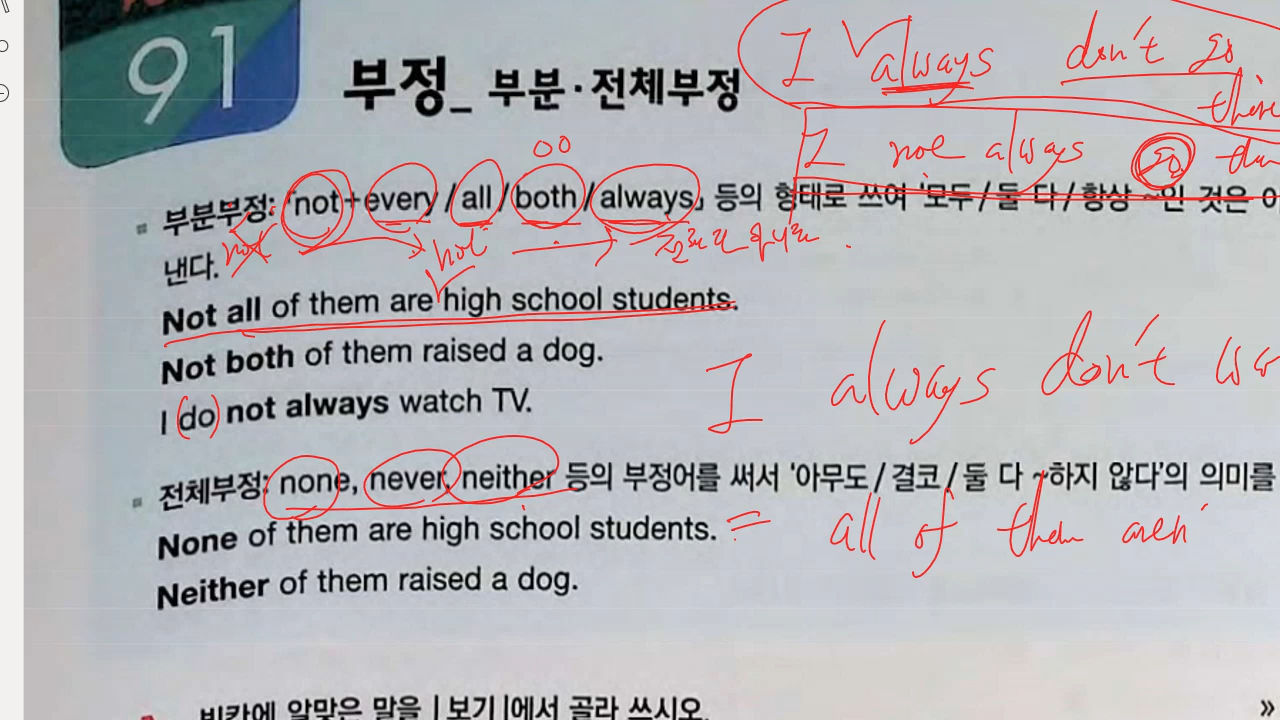 91
부정_ 부분·전체부정
I always don't go
there
I not always go
부분부정: 「not+every/all/both/always」 등의 형태로 쓰여 '모두/둘 다/항상 ~인 것은 아
not
not
낸다.
Not all of them are high school students.
Not both of them raised a dog.
I do not always watch TV.
I always don't
전체부정: none, never, neither 등의 부정어를 써서 '아무도/결코/둘 다 ~하지 않다'의 의미를
None of them are high school students. = all of them aren'
Neither of them raised a dog.
빈칸에 알맞은 말을 |보기|에서 골라 쓰시오.
»